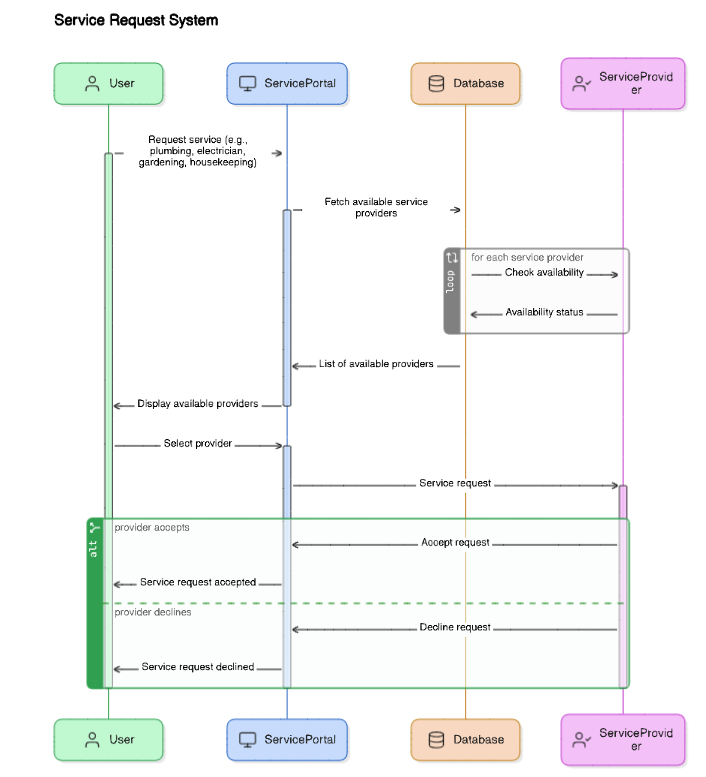 Service Request System
User
ServicePortal
Database
ServiceProvid
er
Request service (e.g.,
plumbing, electrician,
gardening, housekeeping)
Fetch available service
providers
loop
for each service provider
Check availability
Availability status
List of available providers
Display available providers
Select provider
Service request
alt
provider accepts
Accept request
Service request accepted
provider declines
Decline request
Service request declined
User
ServicePortal
Database
ServiceProvid
er